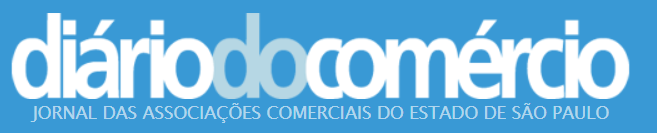 diáriodocomércio
JORNAL DAS ASSOCIAÇÕES COMERCIAIS DO ESTADO DE SÃO PAULO